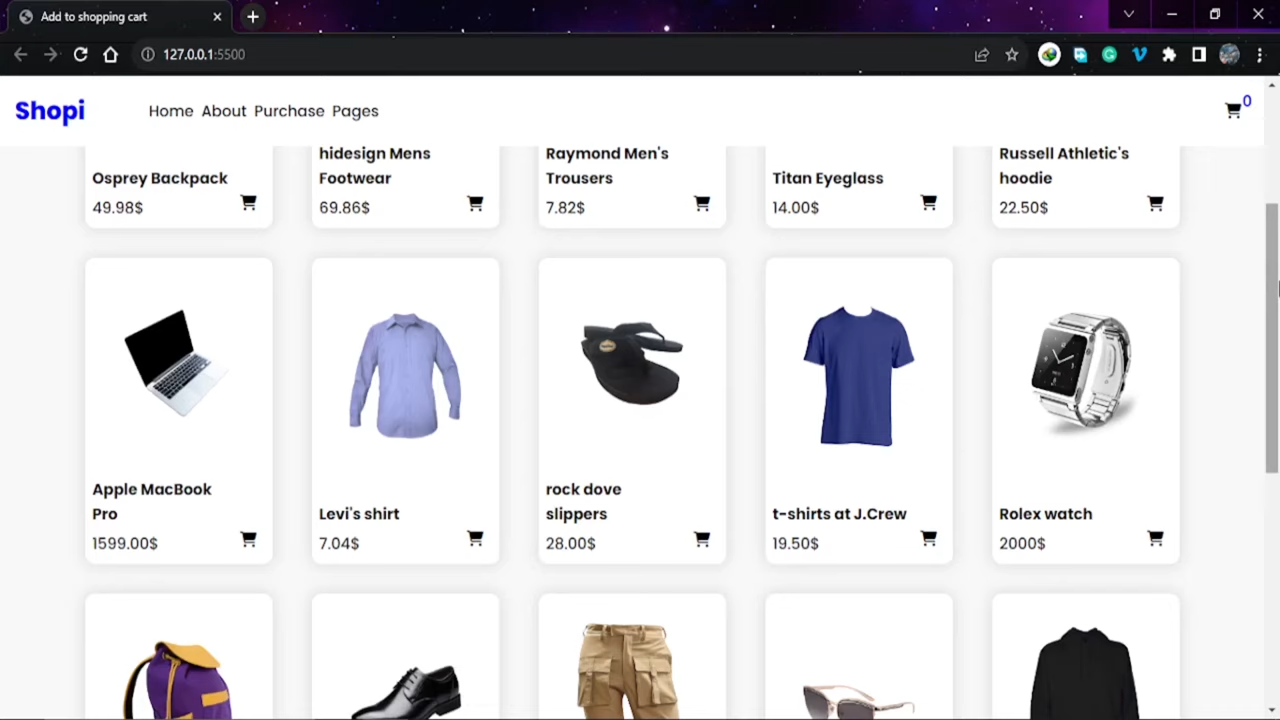 Add to shopping cart
127.0.0.1:5500
Shopi
Home About Purchase Pages
0
Osprey Backpack
49.98$
hidesign Mens
Footwear
69.86$
Raymond Men's
Trousers
7.82$
Titan Eyeglass
14.00$
Russell Athletic's
hoodie
22.50$
Apple MacBook
Pro
1599.00$
Levi's shirt
7.04$
rock dove
slippers
28.00$
t-shirts at J.Crew
19.50$
Rolex watch
2000$